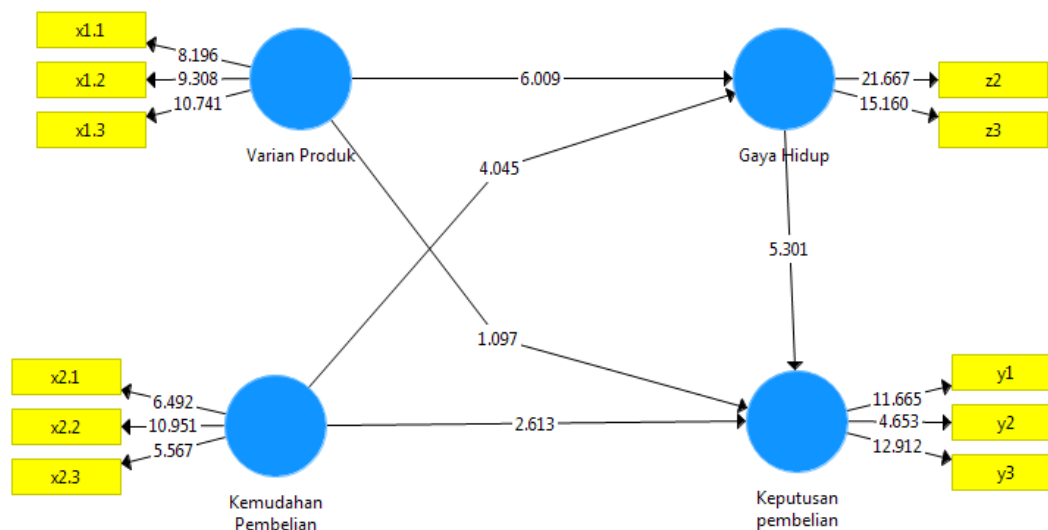 x1.1
8.196
x1.2
9.308
x1.3
10.741
Varian Produk
6.009
21.667
z2
15.160
z3
Gaya Hidup
4.045
5.301
1.097
x2.1
6.492
x2.2
10.951
x2.3
5.567
Kemudahan
Pembelian
2.613
11.665
y1
4.653
y2
12.912
y3
Keputusan
pembelian